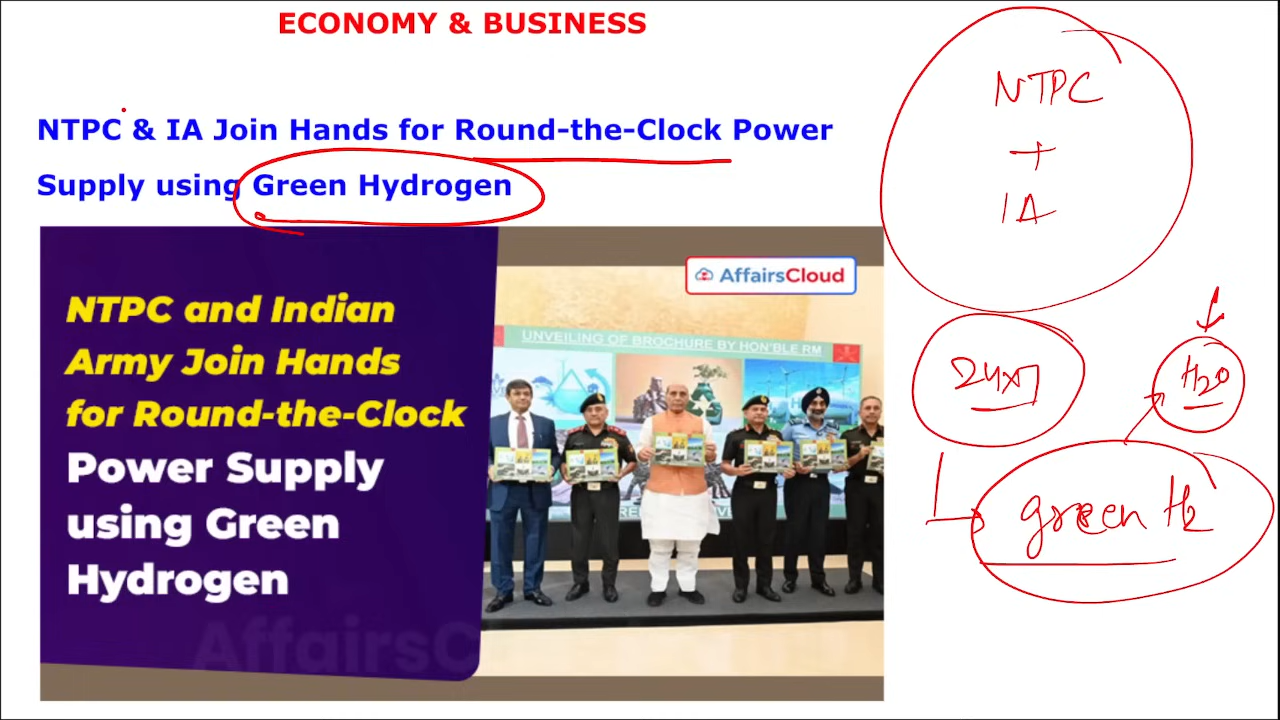 ECONOMY & BUSINESS
NTPC & IA Join Hands for Round-the-Clock Power
Supply using Green Hydrogen
NTPC and Indian
Army Join Hands
for Round-the-Clock
Power Supply
using Green
Hydrogen
AffairsCloud
UNVEILING OF BROCHURE BY HON'BLE RM
AffairsC
NTPC
+
IA
24x7
H2O
green H2